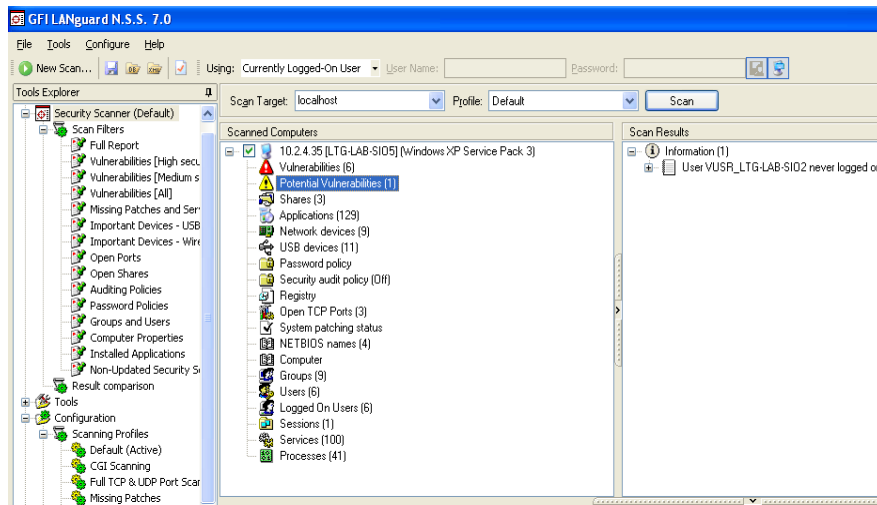 GFI LANguard N.S.S. 7.0
File Tools Configure Help
New Scan... Using: Currently Logged-On User User Name: Password:
Tools Explorer
Scan Target: localhost Profile: Default Scan
Security Scanner (Default)
Scan Filters
Full Report
Vulnerabilities [High secu
Vulnerabilities [Medium s
Vulnerabilities [All]
Missing Patches and Ser
Important Devices - USB
Important Devices - Wire
Open Ports
Open Shares
Auditing Policies
Password Policies
Groups and Users
Computer Properties
Installed Applications
Non-Updated Security S
Result comparison
Tools
Configuration
Scanning Profiles
Default (Active)
CGI Scanning
Full TCP & UDP Port Scar
Missing Patches
Scanned Computers
10.2.4.35 [LTG-LAB-SIO5] (Windows XP Service Pack 3)
Vulnerabilities (6)
Potential Vulnerabilities (1)
Shares (3)
Applications (129)
Network devices (9)
USB devices (11)
Password policy
Security audit policy (Off)
Registry
Open TCP Ports (3)
System patching status
NETBIOS names (4)
Computer
Groups (9)
Users (6)
Logged On Users (6)
Sessions (1)
Services (100)
Processes (41)
Scan Results
Information (1)
User VUSR_LTG-LAB-SIO2 never logged o